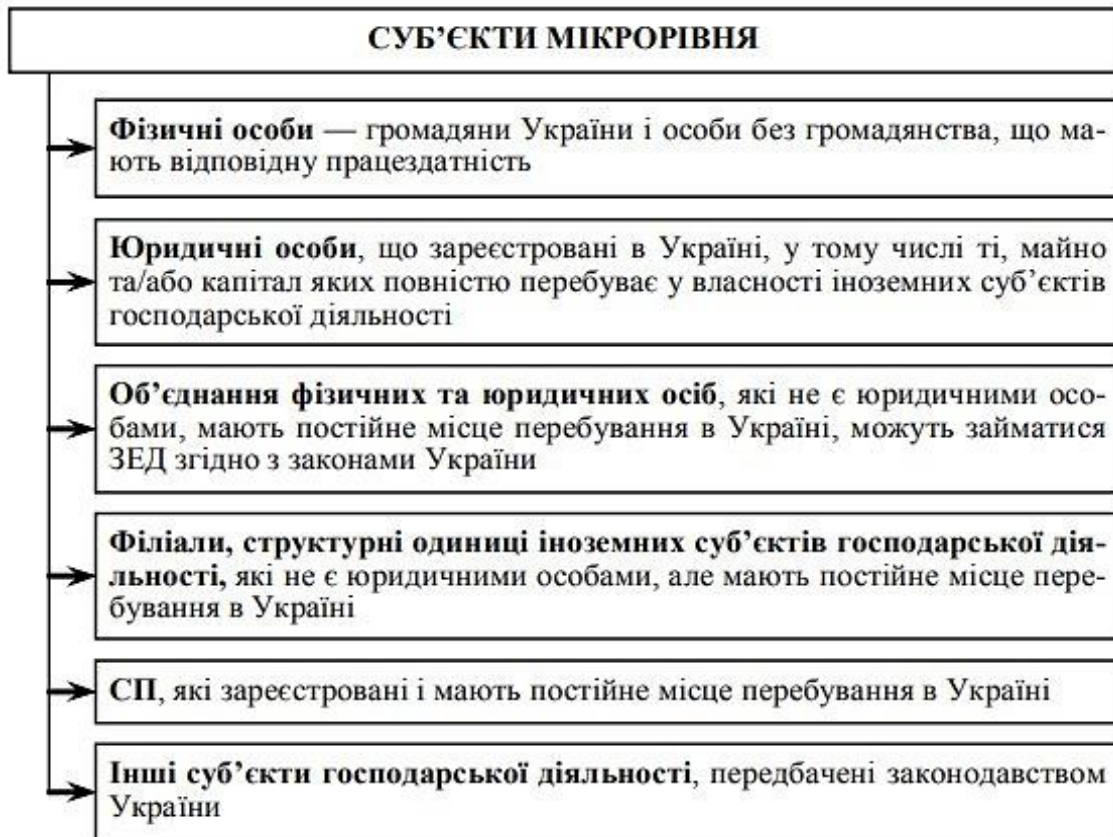 СУБ’ЄКТИ МІКРОРІВНЯ
Фізичні особи — громадяни України і особи без громадянства, що ма-
ють відповідну працездатність
Юридичні особи, що зареєстровані в Україні, у тому числі ті, майно
та/або капітал яких повністю перебуває у власності іноземних суб’єктів
господарської діяльності
Об’єднання фізичних та юридичних осіб, які не є юридичними осо-
бами, мають постійне місце перебування в Україні, можуть займатися
ЗЕД згідно з законами України
Філіали, структурні одиниці іноземних суб’єктів господарської дія-
льності, які не є юридичними особами, але мають постійне місце пере-
бування в Україні
СП, які зареєстровані і мають постійне місце перебування в Україні
Інші суб’єкти господарської діяльності, передбачені законодавством
України